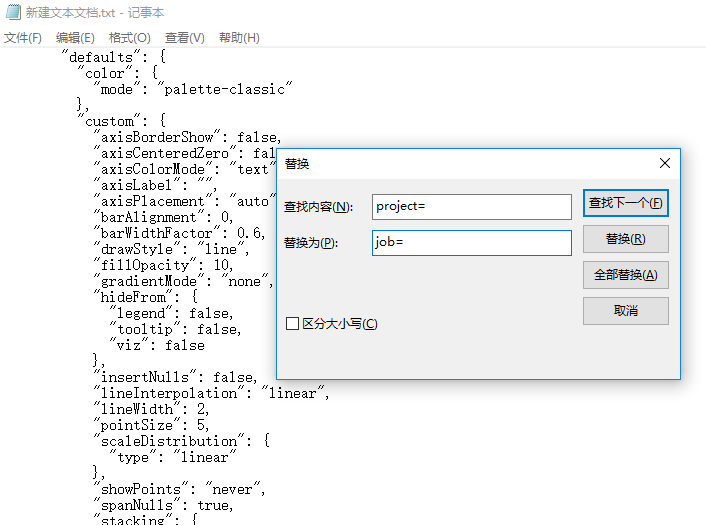 新建文本文档.txt - 记事本
文件(F) 编辑(E) 格式(O) 查看(V) 帮助(H)
"defaults": {
"color": {
"mode": "palette-classic"
},
"custom": {
"axisBorderShow": false,
"axisCenteredZero": fal
"axisColorMode": "text"
"axisLabel": "",
"axisPlacement": "auto"
"barAlignment": 0,
"barWidthFactor": 0.6,
"drawStyle": "line",
"fillOpacity": 10,
"gradientMode": "none",
"hideFrom": {
"legend": false,
"tooltip": false,
"viz": false
},
"insertNulls": false,
"lineInterpolation": "linear",
"lineWidth": 2,
"pointSize": 5,
"scaleDistribution": {
"type": "linear"
},
"showPoints": "never",
"spanNulls": true,
"stacking": {
替换
查找内容(N): project= 查找下一个(F)
替换为(P): job= 替换(R)
全部替换(A)
取消
区分大小写(C)